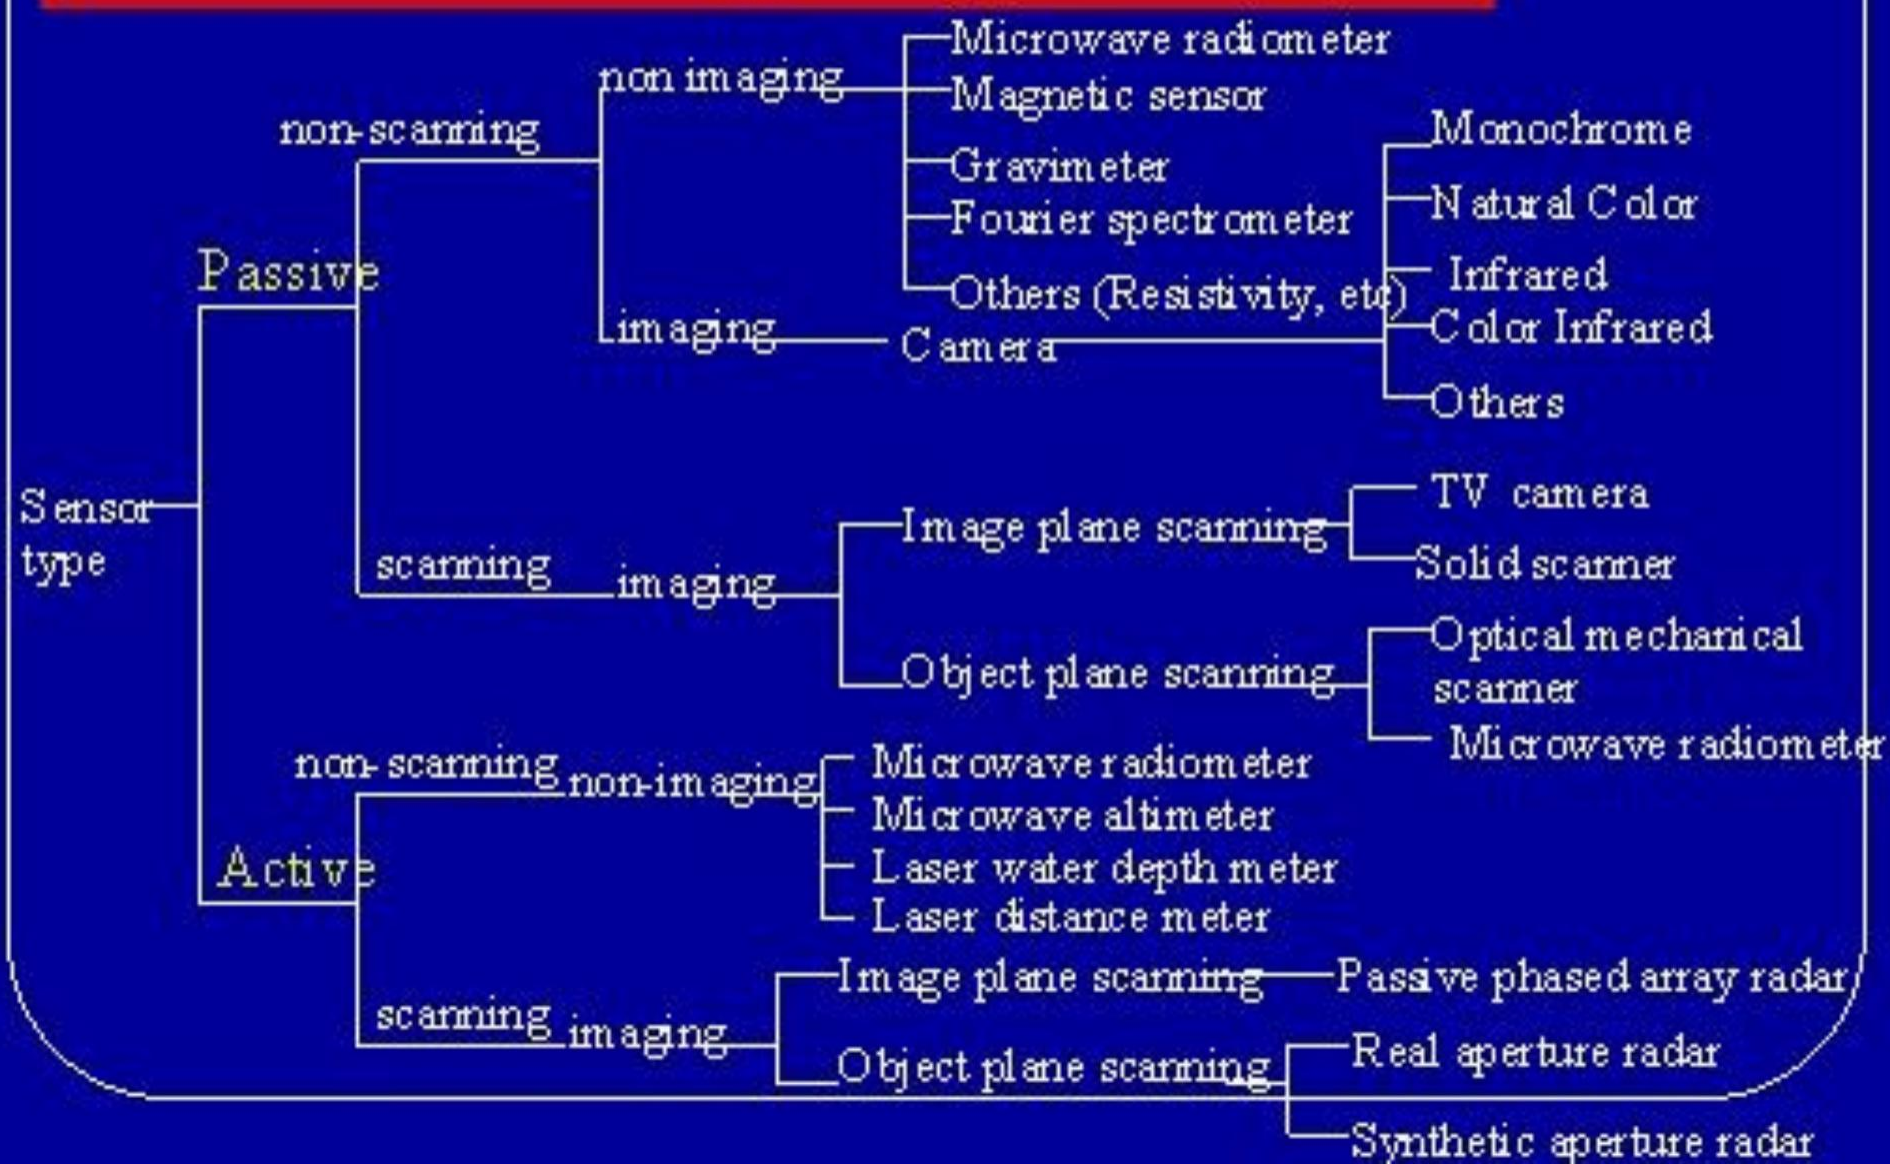 Microwave radiometer
non imaging
Magnetic sensor
non-scanning
Monochrome
Gravimeter
Natural Color
Fourier spectrometer
Passive
Infrared
Others (Resistivity, etc)
imaging
Camera
Color Infrared
Others
TV camera
Sensor
type
Image plane scanning
scanning
imaging
Solid scanner
Optical mechanical
scanner
Object plane scanning
Microwave radiometer
non- scanning
non-imaging
Microwave radiometer
Microwave altimeter
Active
Laser water depth meter
Laser distance meter
Image plane scanning
Passive phased array radar
scanning
imaging
Real aperture radar
Object plane scanning
Synthetic aperture radar